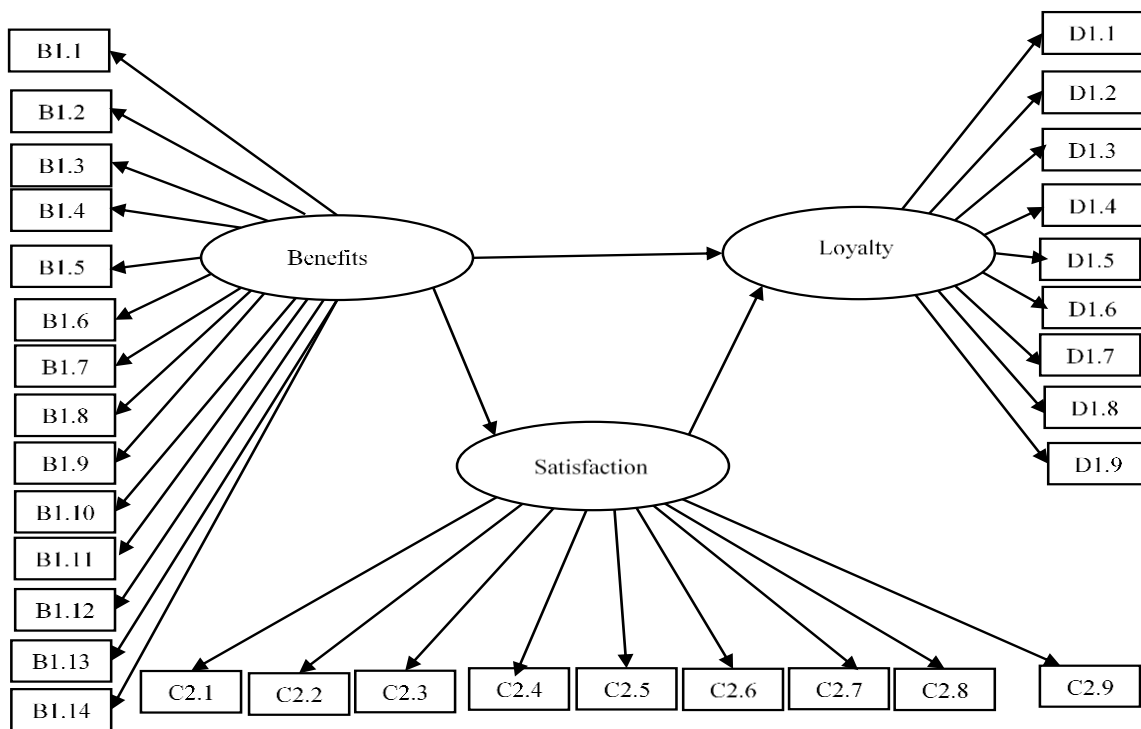 B1.1
B1.2
B1.3
B1.4
B1.5
B1.6
B1.7
B1.8
B1.9
B1.10
B1.11
B1.12
B1.13
B1.14
Benefits
Satisfaction
Loyalty
C2.1
C2.2
C2.3
C2.4
C2.5
C2.6
C2.7
C2.8
C2.9
D1.1
D1.2
D1.3
D1.4
D1.5
D1.6
D1.7
D1.8
D1.9